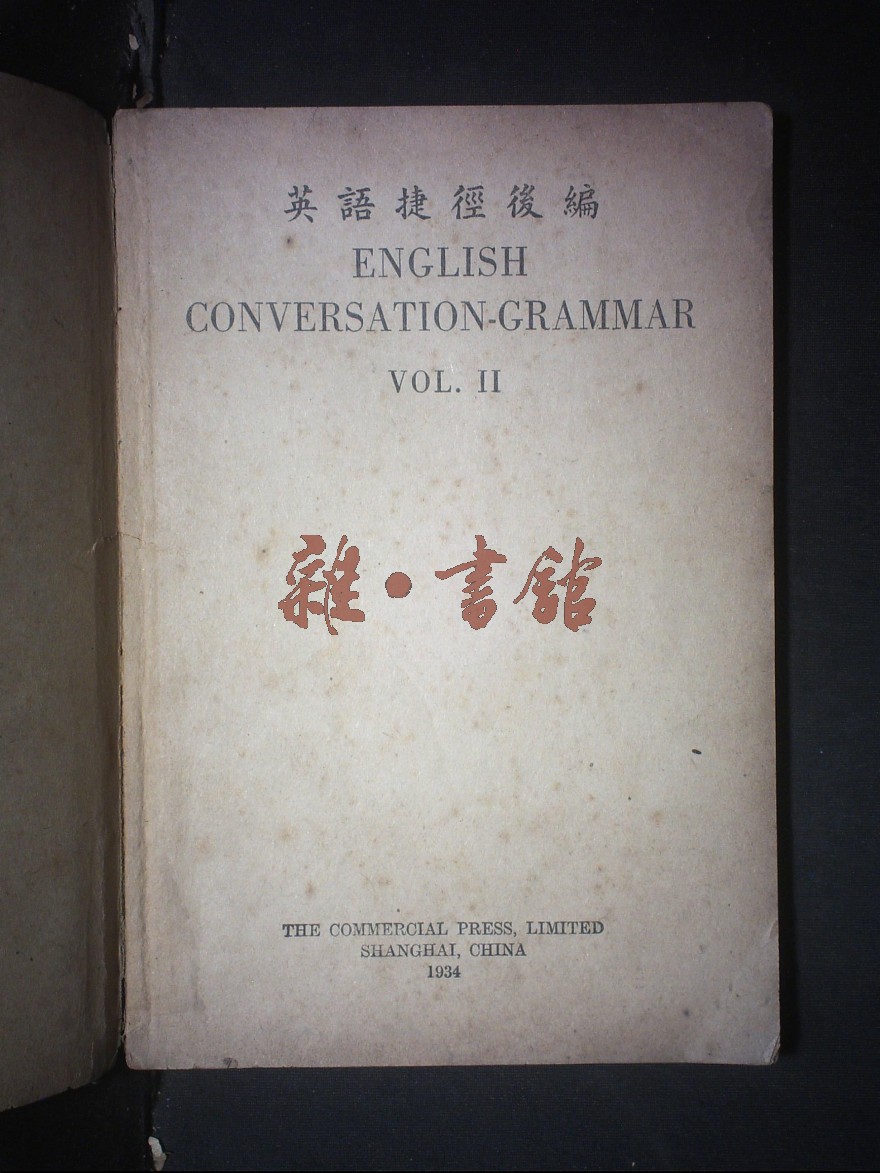 英語捷徑後編
ENGLISH
CONVERSATION-GRAMMAR
VOL. II
雜·書館
THE COMMERCIAL PRESS, LIMITED
SHANGHAI, CHINA
1934